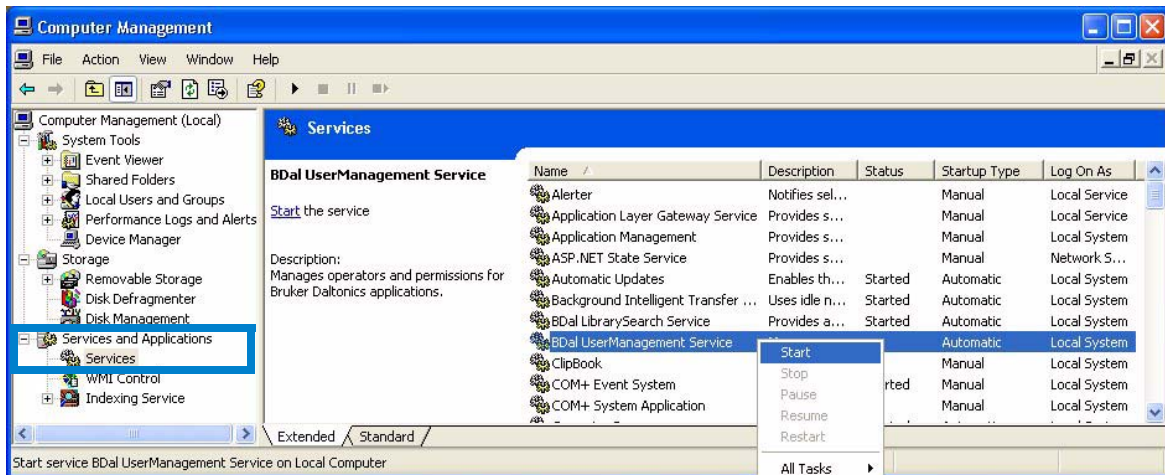 Computer Management
File Action View Window Help
Computer Management (Local)
System Tools
Event Viewer
Shared Folders
Local Users and Groups
Performance Logs and Alerts
Device Manager
Storage
Removable Storage
Disk Defragmenter
Disk Management
Services and Applications
Services
WMI Control
Indexing Service
Services
BDal UserManagement Service
Start the service
Description:
Manages operators and permissions for
Bruker Daltonics applications.
Name Description Status Startup Type Log On As
Alerter Notifies sel... Manual Local Service
Application Layer Gateway Service Provides s... Manual Local Service
Application Management Provides s... Manual Local System
ASP.NET State Service Provides s... Manual Network S...
Automatic Updates Enables th... Started Automatic Local System
Background Intelligent Transfer ... Uses idle n... Started Automatic Local System
BDal LibrarySearch Service Provides a... Started Automatic Local System
BDal UserManagement Service Automatic Local System
ClipBook Manual Local System
COM+ Event System rted Manual Local System
COM+ System Application Manual Local System
Start
Stop
Pause
Resume
Restart
All Tasks
Extended Standard
Start service BDal UserManagement Service on Local Computer